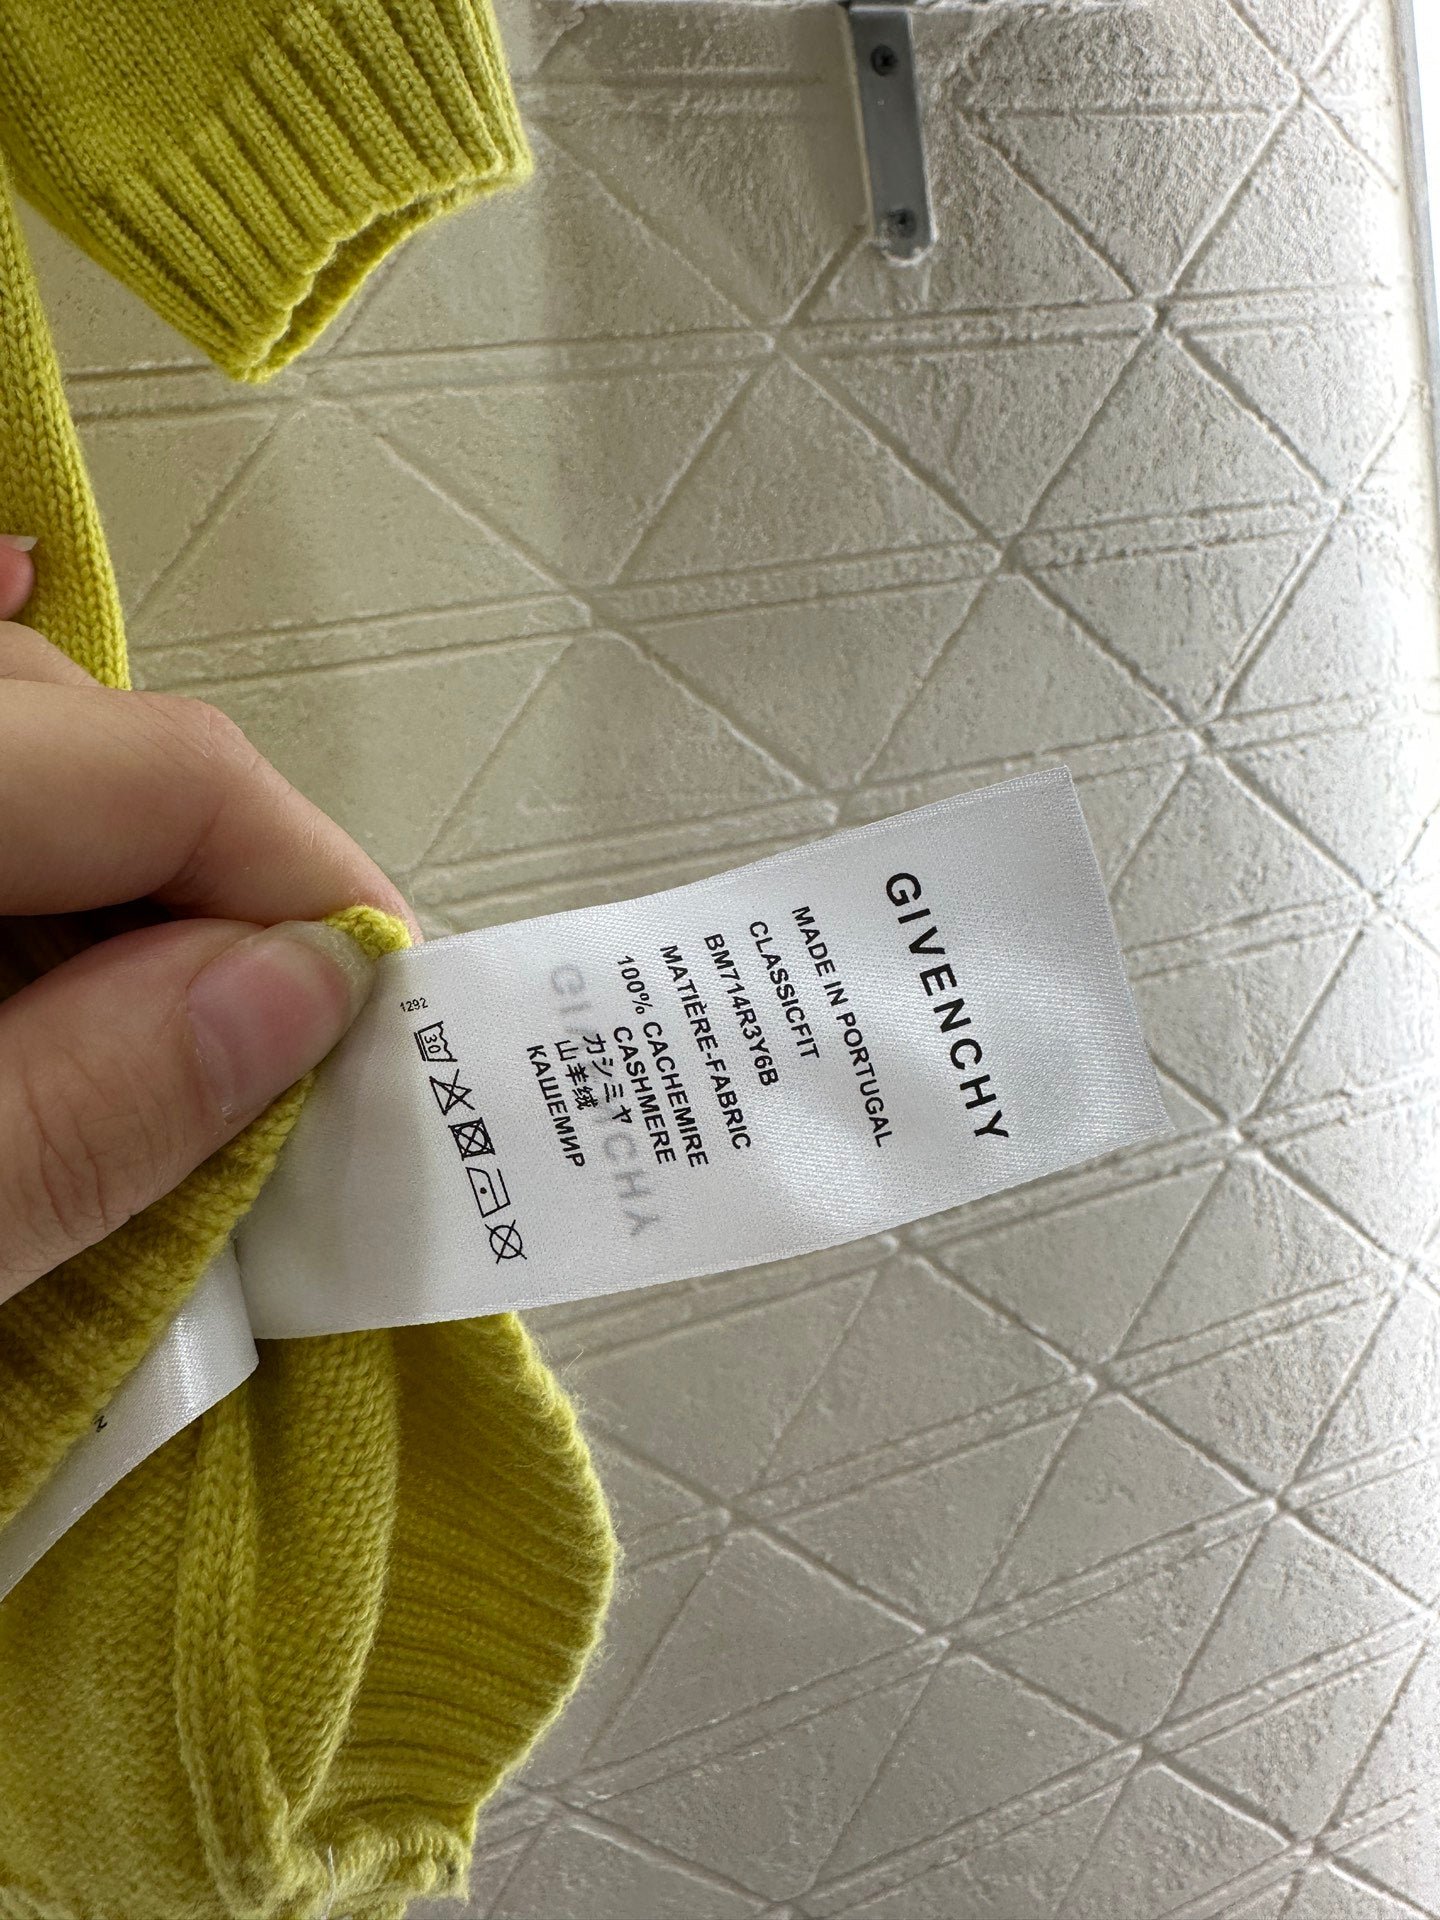 GIVENCHY
MADE IN PORTUGAL
CLASSICFIT
BM714R3Y6B
MATIÈRE-FABRIC
100% CACHEMIRE
CASHMERE
カシミヤ
山羊绒
КАШЕМИР
30
1292